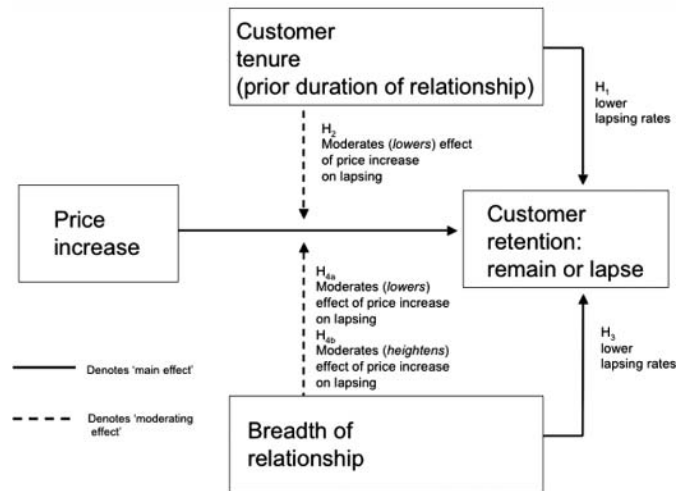 Customer
tenure
(prior duration of relationship)
H1
lower
lapsing rates
H2
Moderates (lowers) effect
of price increase
on lapsing
Price
increase
Customer
retention:
remain or lapse
H4a
Moderates (lowers)
effect of price increase
on lapsing
H4b
Moderates (heightens)
effect of price increase
on lapsing
H3
lower
lapsing rates
Denotes ‘main effect’
Denotes ‘moderating
effect’
Breadth of
relationship